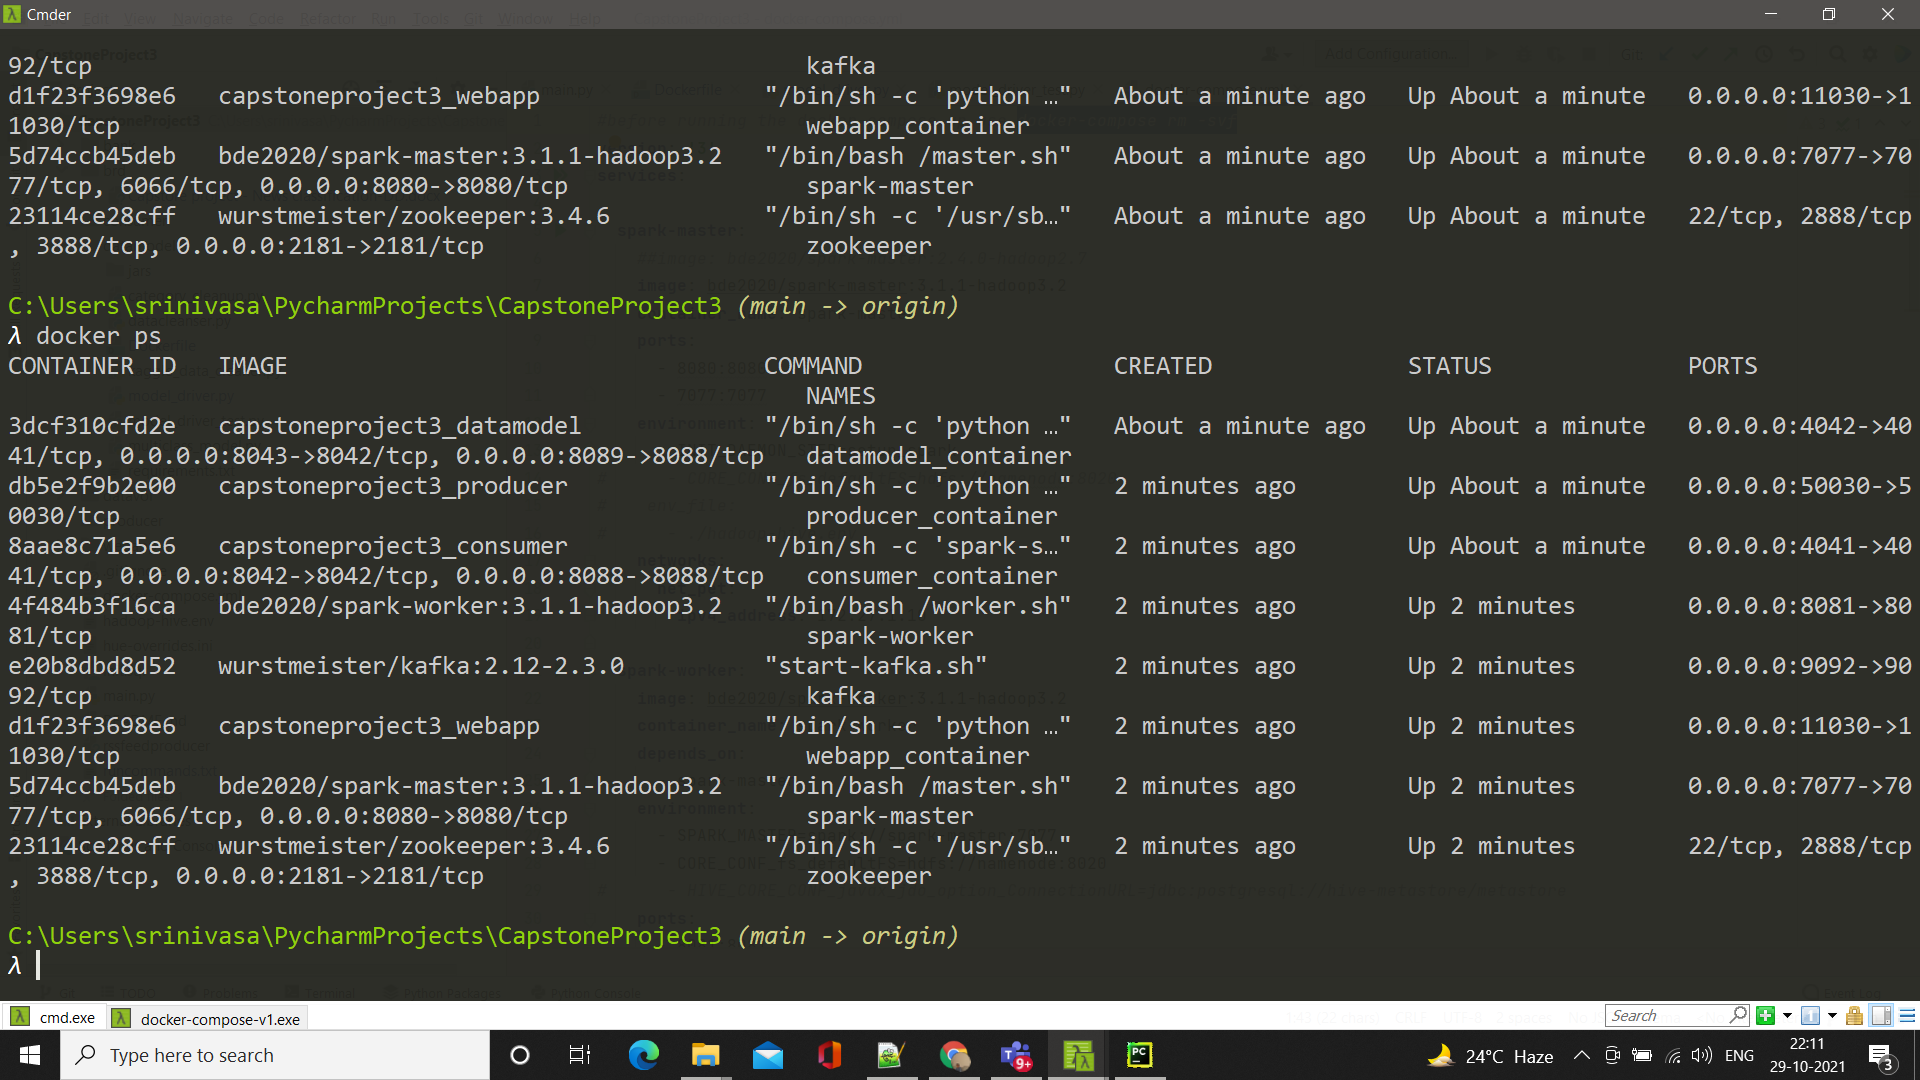 Cmder
92/tcp kafka
d1f23f3698e6 capstoneproject3_webapp "/bin/sh -c 'python …" About a minute ago Up About a minute 0.0.0.0:11030->1
1030/tcp webapp_container
5d74ccb45deb bde2020/spark-master:3.1.1-hadoop3.2 "/bin/bash /master.sh" About a minute ago Up About a minute 0.0.0.0:7077->70
77/tcp, 6066/tcp, 0.0.0.0:8080->8080/tcp spark-master
23114ce28cff wurstmeister/zookeeper:3.4.6 "/bin/sh -c '/usr/sb…" About a minute ago Up About a minute 22/tcp, 2888/tcp
, 3888/tcp, 0.0.0.0:2181->2181/tcp zookeeper
C:\Users\srinivasa\PycharmProjects\CapstoneProject3 (main -> origin)
λ docker ps
CONTAINER ID IMAGE COMMAND CREATED STATUS PORTS
NAMES
3dcf310cfd2e capstoneproject3_datamodel "/bin/sh -c 'python …" About a minute ago Up About a minute 0.0.0.0:4042->40
41/tcp, 0.0.0.0:8043->8042/tcp, 0.0.0.0:8089->8088/tcp datamodel_container
db5e2f9b2e00 capstoneproject3_producer "/bin/sh -c 'python …" 2 minutes ago Up About a minute 0.0.0.0:50030->5
0030/tcp producer_container
8aae8c71a5e6 capstoneproject3_consumer "/bin/sh -c 'spark-s…" 2 minutes ago Up About a minute 0.0.0.0:4041->40
41/tcp, 0.0.0.0:8042->8042/tcp, 0.0.0.0:8088->8088/tcp consumer_container
4f484b3f16ca bde2020/spark-worker:3.1.1-hadoop3.2 "/bin/bash /worker.sh" 2 minutes ago Up 2 minutes 0.0.0.0:8081->80
81/tcp spark-worker
e20b8dbd8d52 wurstmeister/kafka:2.12-2.3.0 "start-kafka.sh" 2 minutes ago Up 2 minutes 0.0.0.0:9092->90
92/tcp kafka
d1f23f3698e6 capstoneproject3_webapp "/bin/sh -c 'python …" 2 minutes ago Up 2 minutes 0.0.0.0:11030->1
1030/tcp webapp_container
5d74ccb45deb bde2020/spark-master:3.1.1-hadoop3.2 "/bin/bash /master.sh" 2 minutes ago Up 2 minutes 0.0.0.0:7077->70
77/tcp, 6066/tcp, 0.0.0.0:8080->8080/tcp spark-master
23114ce28cff wurstmeister/zookeeper:3.4.6 "/bin/sh -c '/usr/sb…" 2 minutes ago Up 2 minutes 22/tcp, 2888/tcp
, 3888/tcp, 0.0.0.0:2181->2181/tcp zookeeper
C:\Users\srinivasa\PycharmProjects\CapstoneProject3 (main -> origin)
λ
cmd.exe docker-compose-v1.exe Search
Type here to search 9+ PC 24°C Haze ENG 22:11
29-10-2021 3